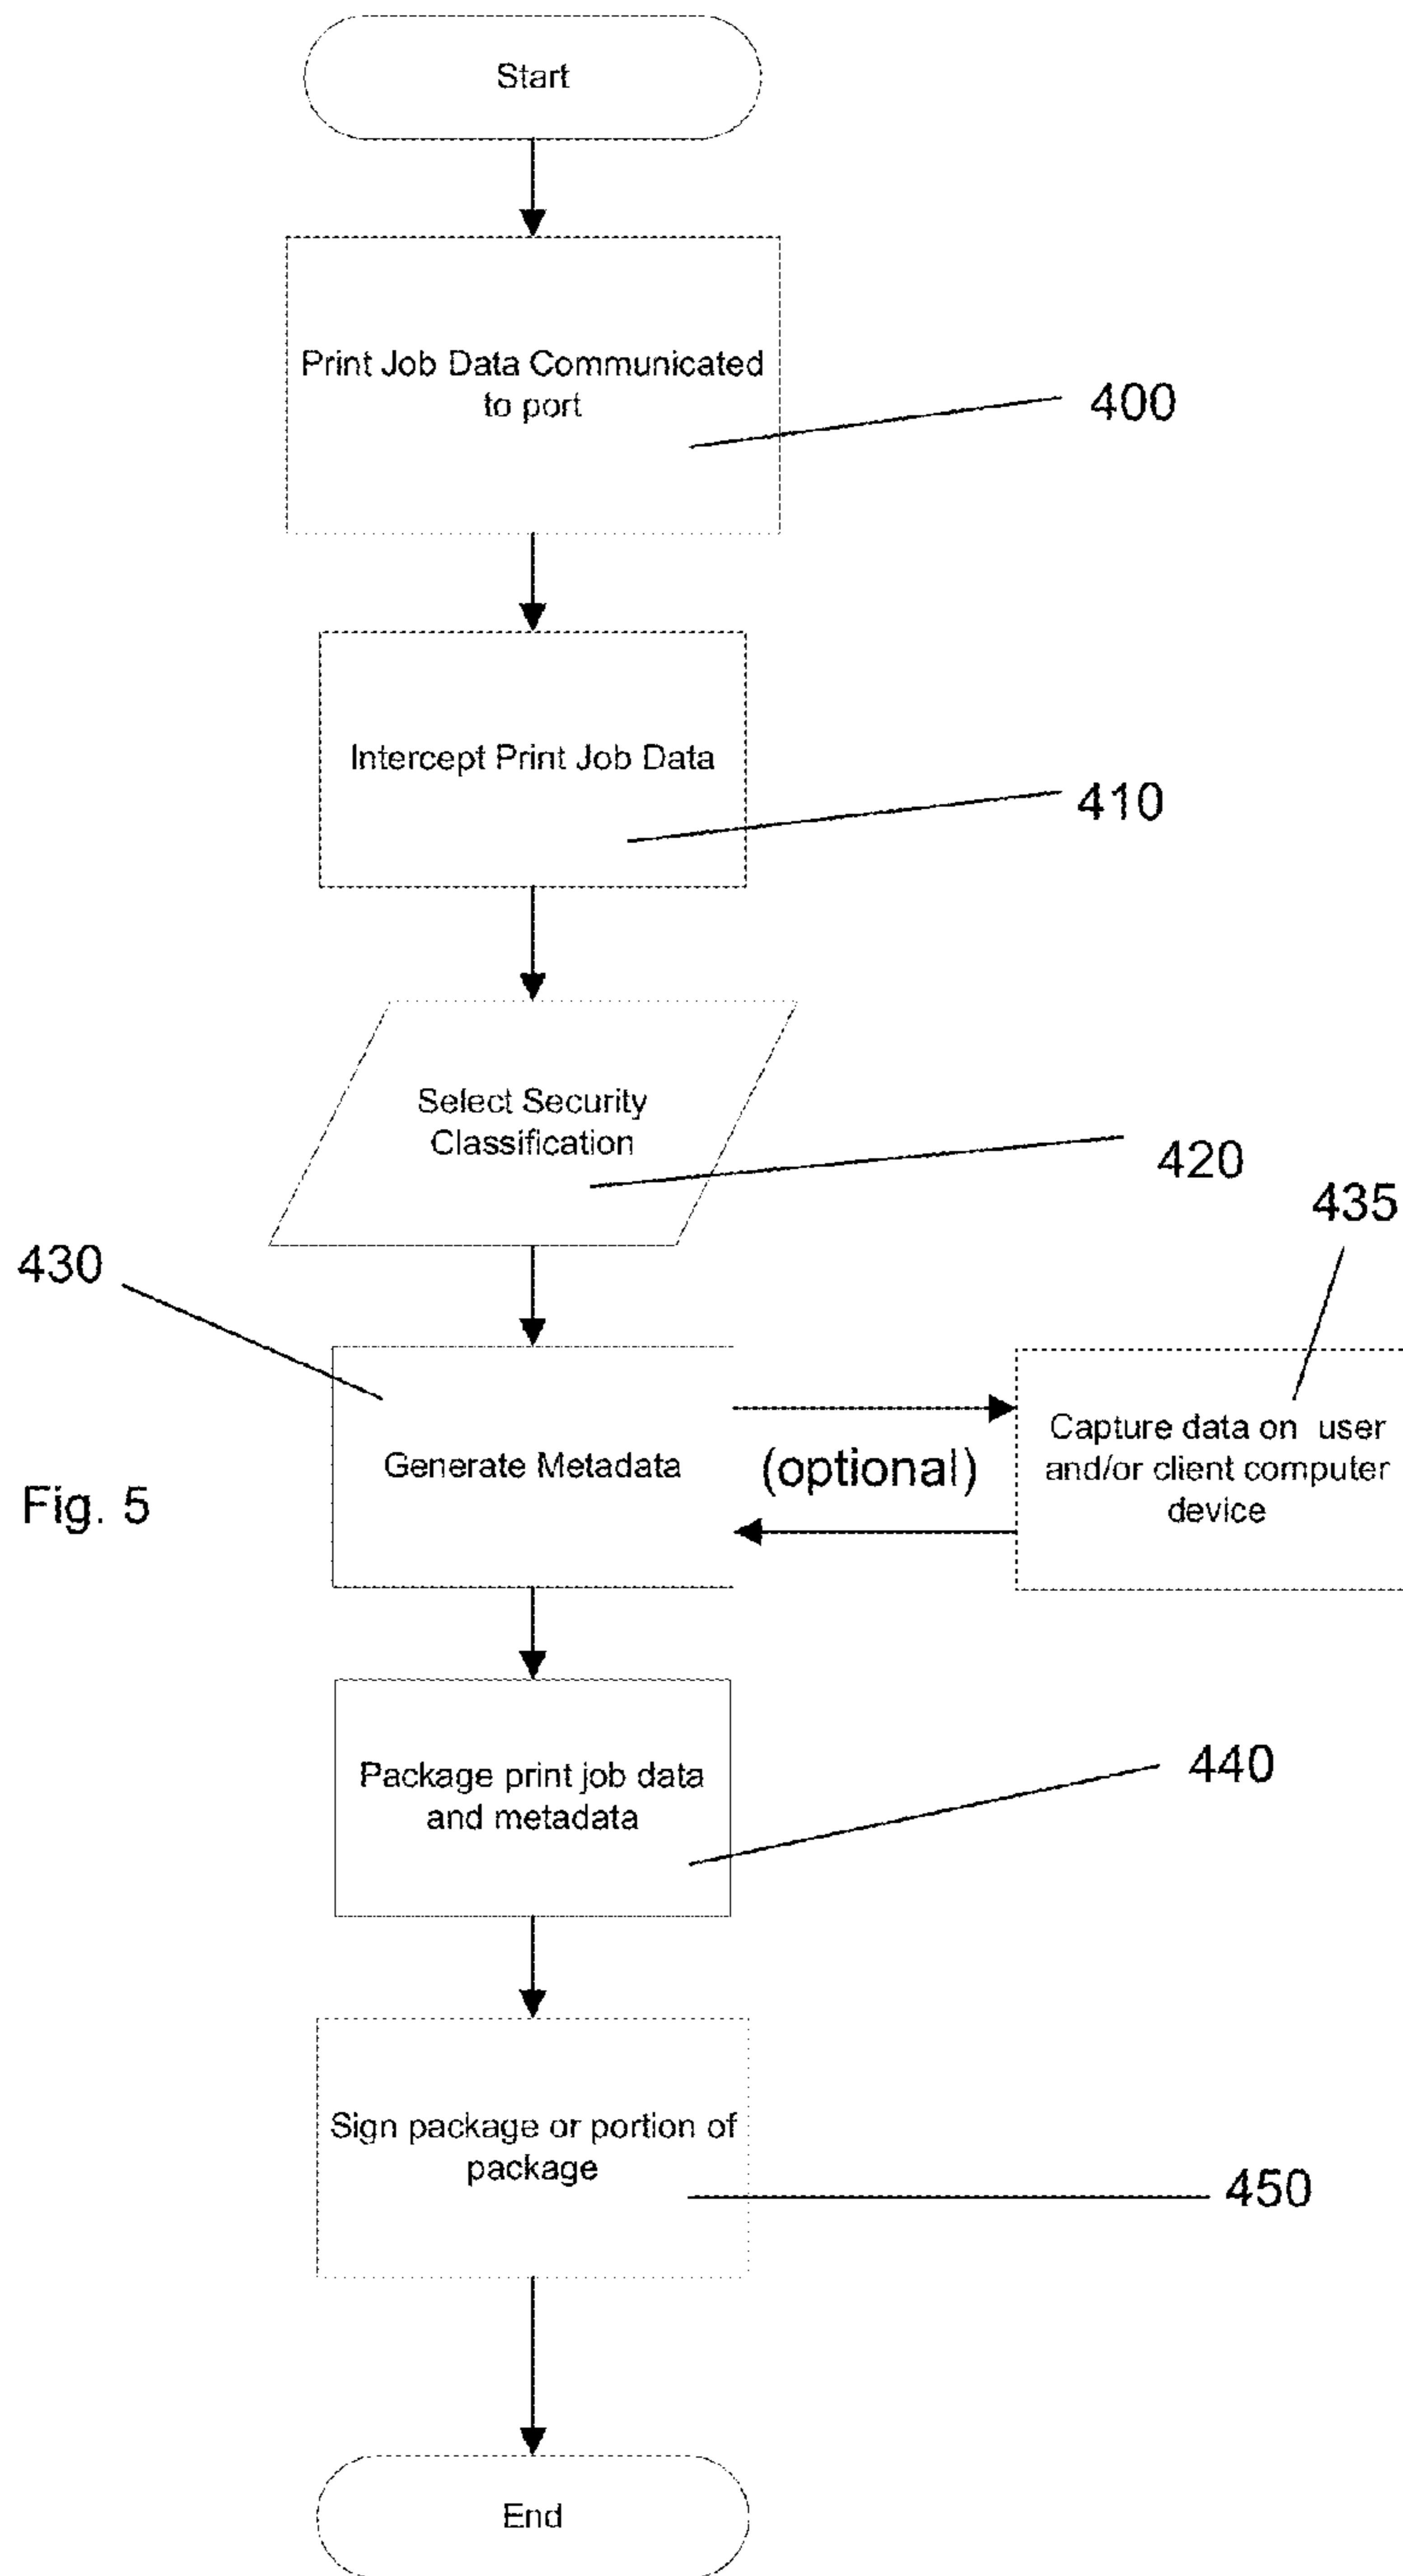 Start
Print Job Data Communicated
to port
400
Intercept Print Job Data
410
Select Security
Classification
420
435
430
Generate Metadata
(optional)
Capture data on user
and/or client computer
device
Fig. 5
Package print job data
and metadata
440
Sign package or portion of
package
450
End